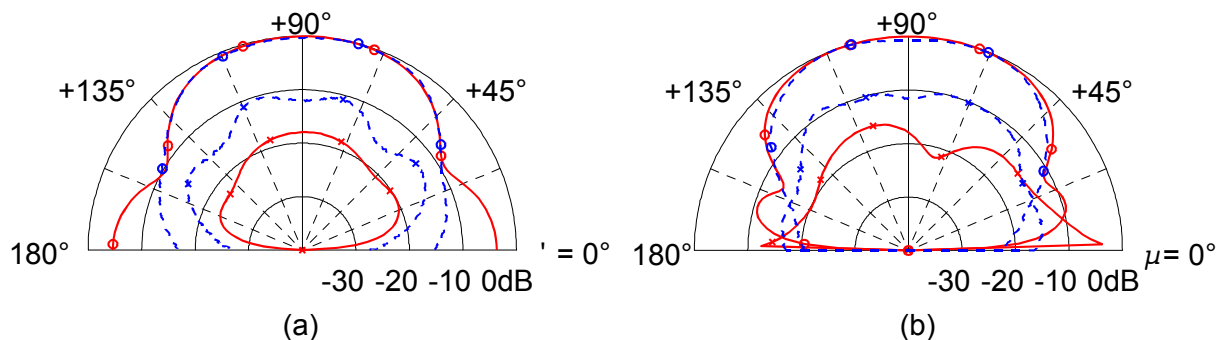 +90° +90°
+135° +45° +135° +45°
180° ' = 0° 180° μ= 0°
-30 -20 -10 0dB -30 -20 -10 0dB
(a) (b)